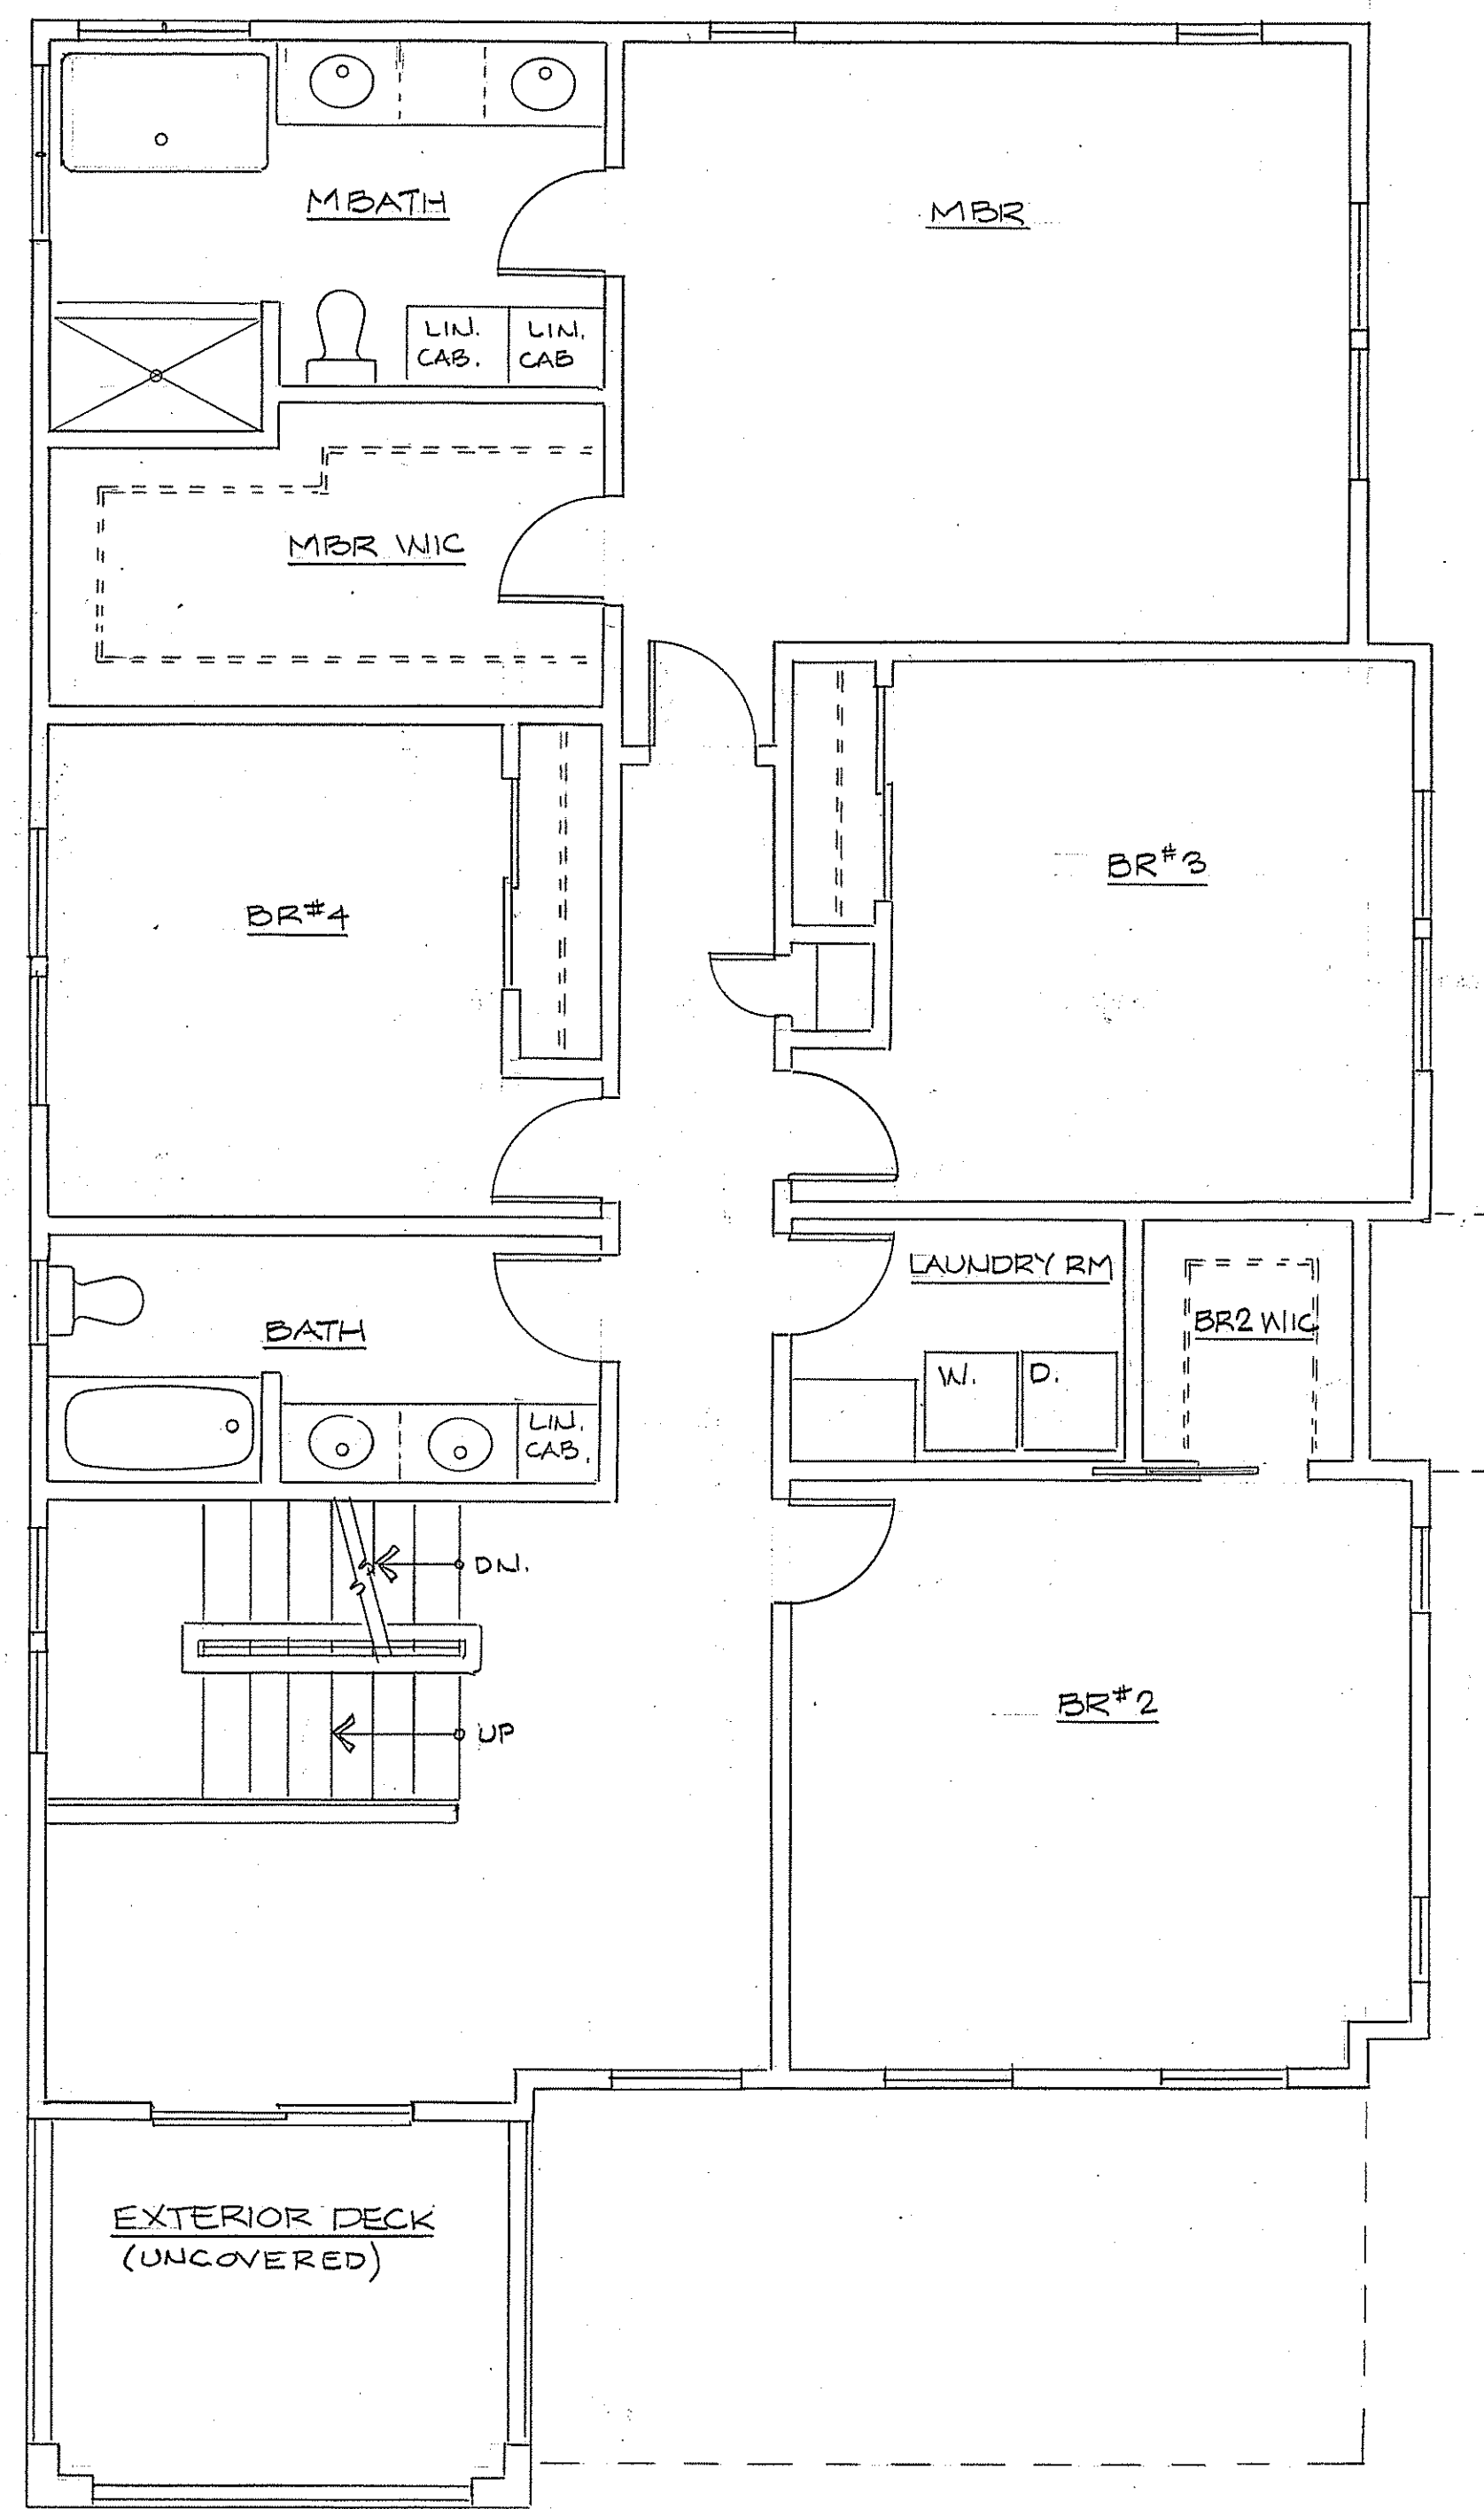 MBATH
MBR
LIN.
CAB.
LIN.
CAB
MBR WIC
BR#3
BR#4
LAUNDRY RM
BR2 WIC
BATH
W.
D.
LIN.
CAB.
DN.
BR#2
UP
EXTERIOR DECK
(UNCOVERED)